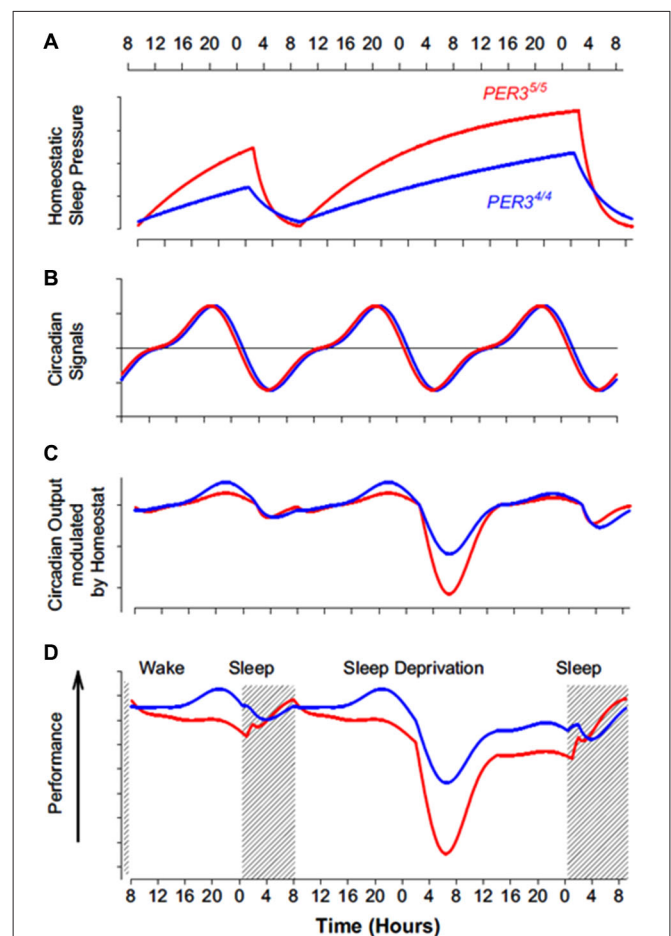 A
8 12 16 20 0 4 8 12 16 20 0 4 8 12 16 20 0 4 8
Homeostatic
Sleep Pressure
PER3 5/5
PER3 4/4
B
Circadian
Signals
C
Circadian Output
modulated
by Homeostat
D
Wake Sleep Sleep Deprivation Sleep
Performance
8 12 16 20 0 4 8 12 16 20 0 4 8 12 16 20 0 4 8
Time (Hours)